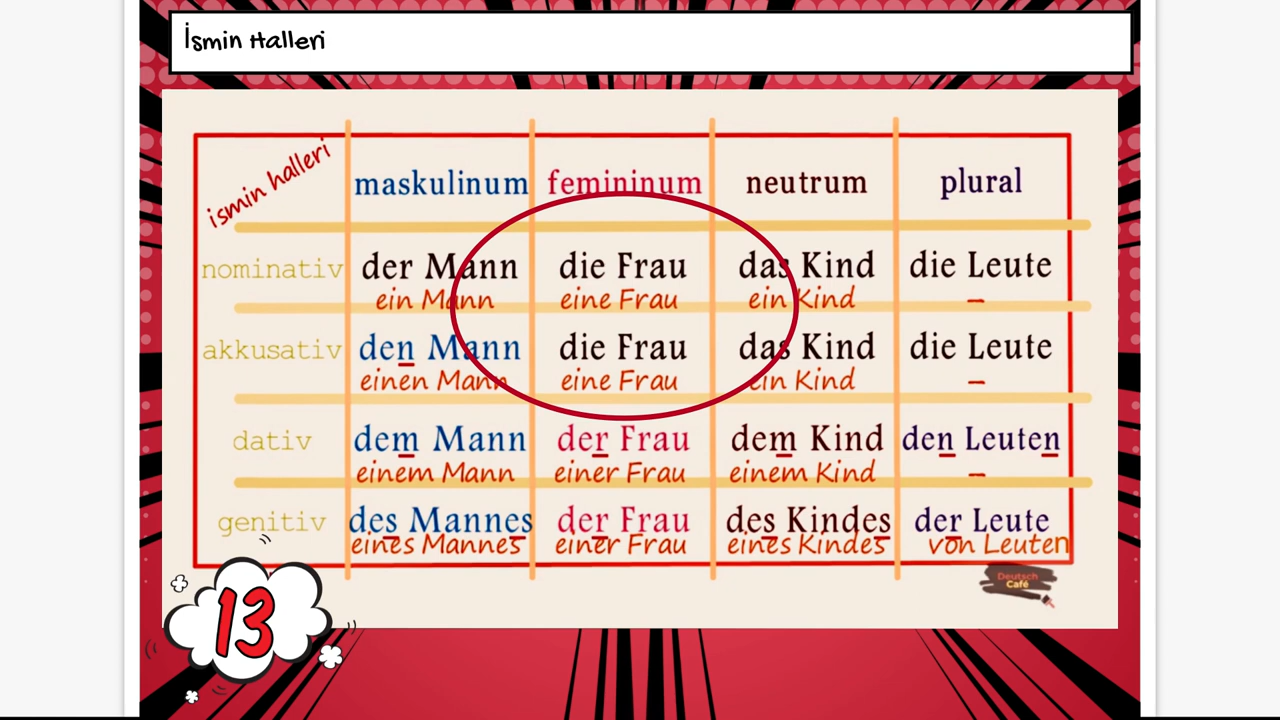 İsmin Halleri
ismin halleri
maskulinum femininum neutrum plural
nominativ der Mann die Frau das Kind die Leute
ein Mann eine Frau ein Kind –
akkusativ den Mann die Frau das Kind die Leute
einen Mann eine Frau ein Kind –
dativ dem Mann der Frau dem Kind den Leuten
einem Mann einer Frau einem Kind –
genitiv des Mannes der Frau des Kindes der Leute
eines Mannes einer Frau eines Kindes von Leuten
Deutsch
Café
13